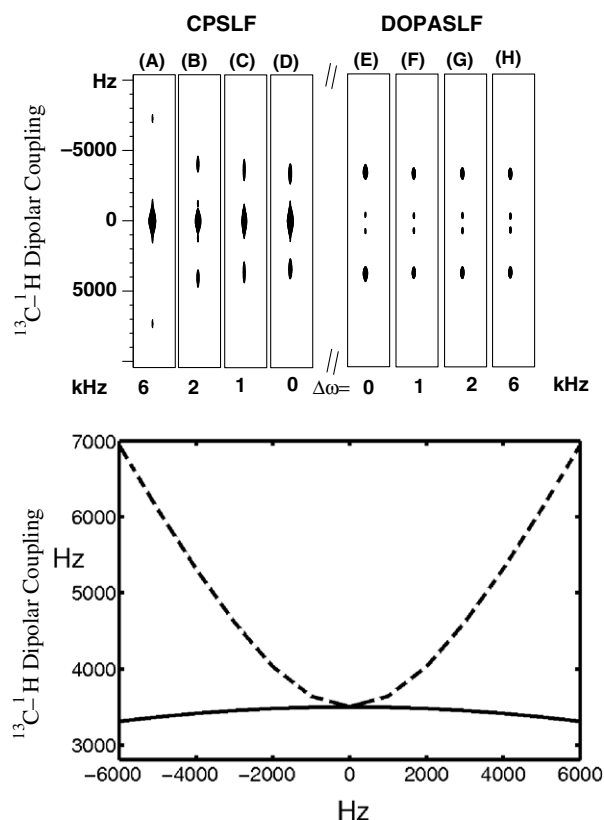 CPSLF DOPASLF
(A) (B) (C) (D) // (E) (F) (G) (H)
Hz
−5000
0
5000
¹³C−¹H Dipolar Coupling
kHz 6 2 1 0 // Δω= 0 1 2 6 kHz
7000
6000
Hz
5000
4000
3000
¹³C−¹H Dipolar Coupling
−6000 −4000 −2000 0 2000 4000 6000
Hz